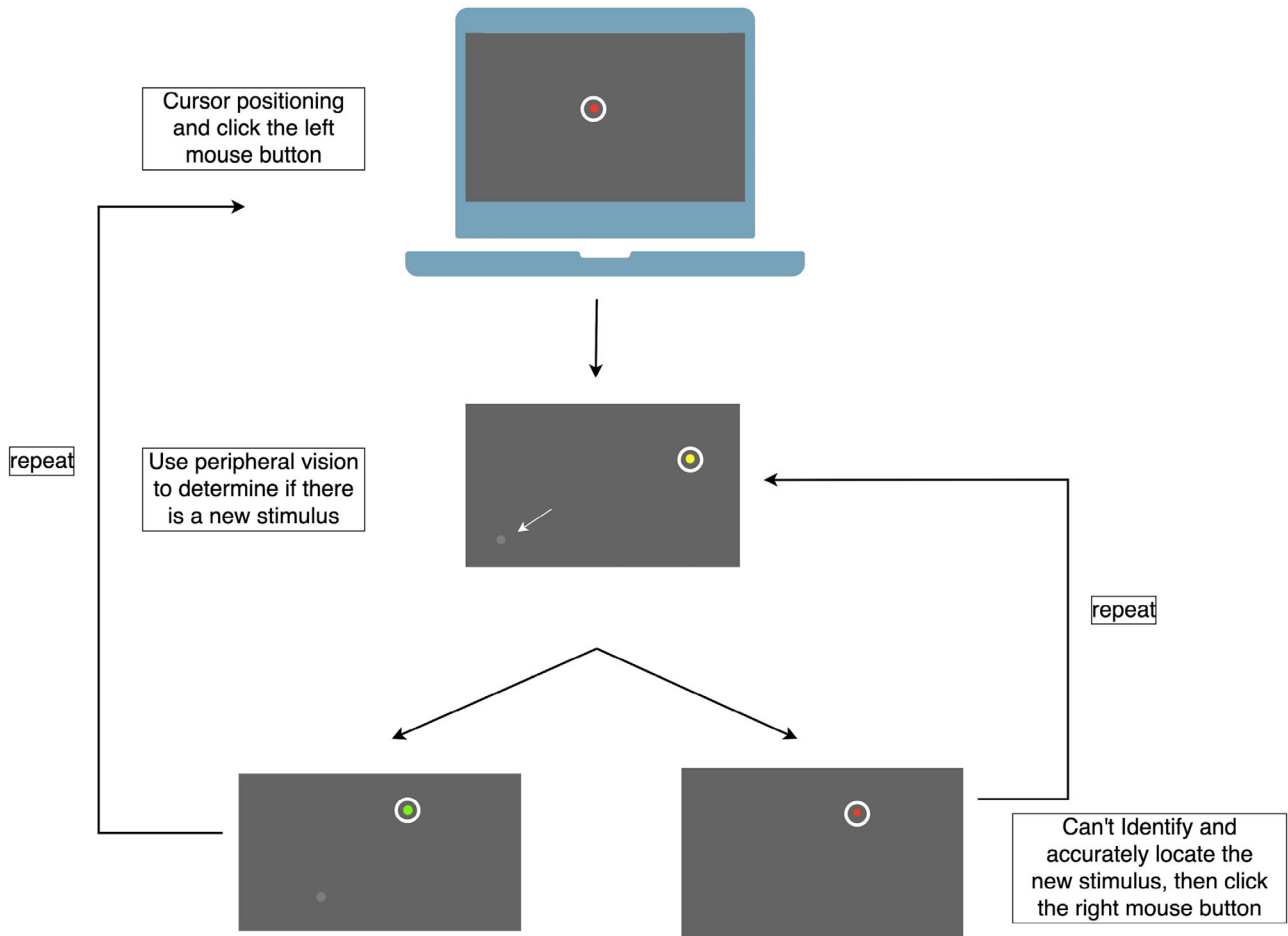 Cursor positioning
and click the left
mouse button
repeat
Use peripheral vision
to determine if there
is a new stimulus
repeat
Can't Identify and
accurately locate the
new stimulus, then click
the right mouse button